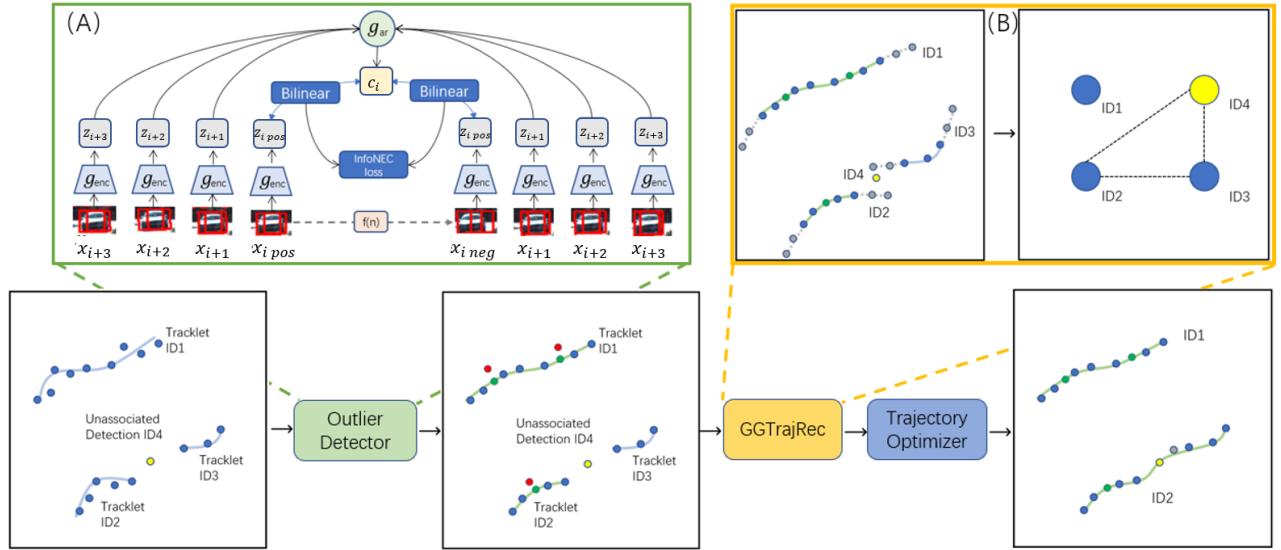 (A)
g_ar
c_i
Bilinear
Bilinear
z_{i+3}
z_{i+2}
z_{i+1}
z_{i pos}
z_{i pos}
z_{i+1}
z_{i+2}
z_{i+3}
InfoNEC
loss
g_enc
g_enc
g_enc
g_enc
g_enc
g_enc
g_enc
g_enc
f(n)
x_{i+3}
x_{i+2}
x_{i+1}
x_{i pos}
x_{i neg}
x_{i+1}
x_{i+2}
x_{i+3}
(B)
ID1
ID3
ID4
ID2
ID1
ID4
ID2
ID3
Tracklet
ID1
Unassociated
Detection ID4
Tracklet
ID3
Tracklet
ID2
Outlier
Detector
Tracklet
ID1
Unassociated
Detection ID4
Tracklet
ID3
Tracklet
ID2
GGTrajRec
Trajectory
Optimizer
ID1
ID2